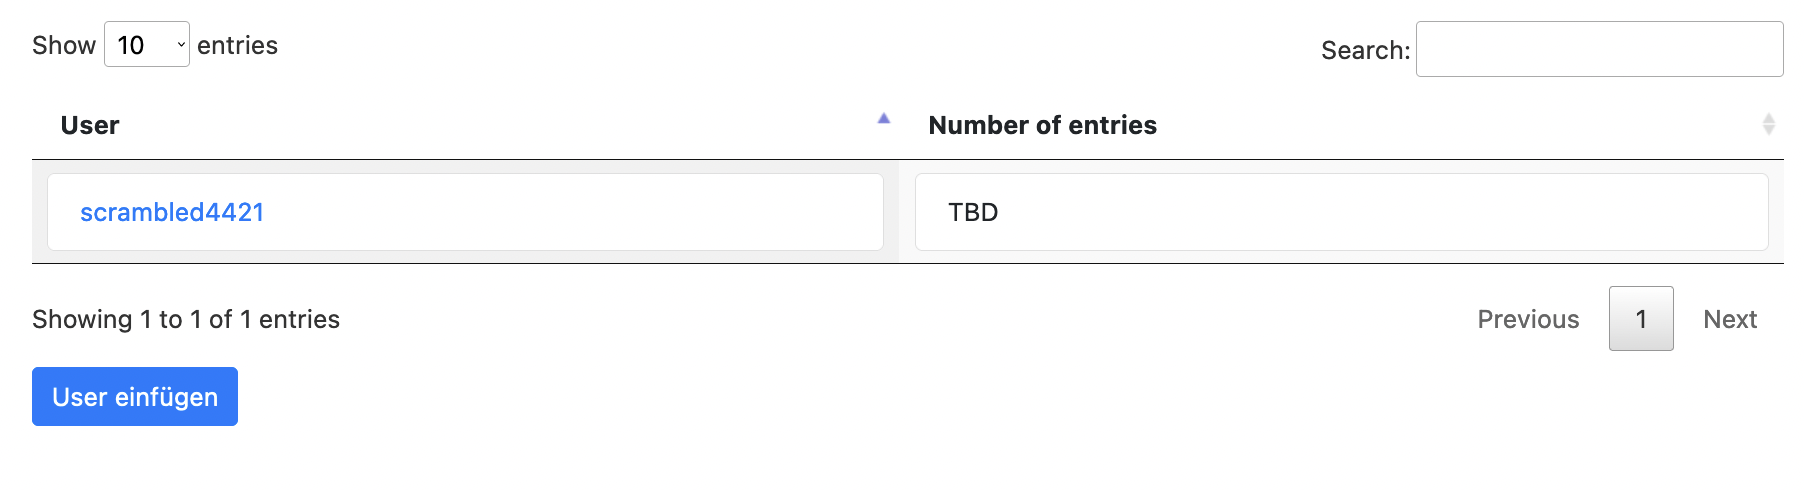 Show 10 entries
Search:
User
Number of entries
scrambled4421
TBD
Showing 1 to 1 of 1 entries
Previous 1 Next
User einfügen